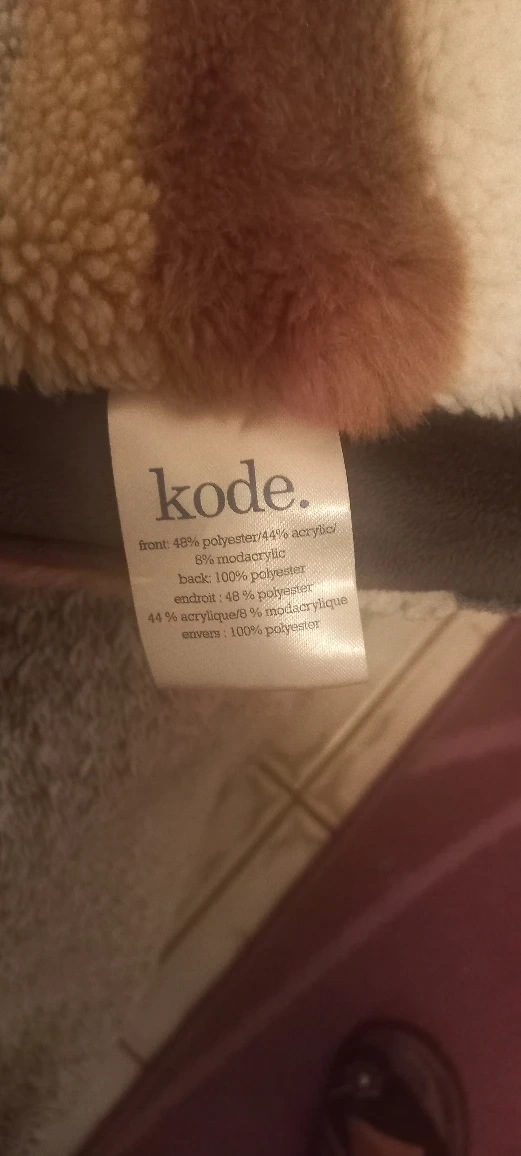 kode.
front: 48% polyester/44% acrylic/
8% modacrylic
back: 100% polyester
endroit : 48 % polyester
44 % acrylique/8 % modacrylique
envers : 100% polyester